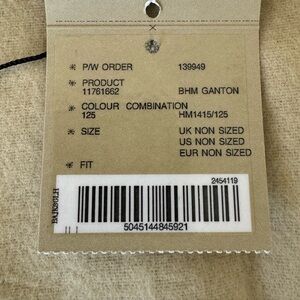 P/W ORDER 139949
PRODUCT
11781662 BHM GANTON
COLOUR COMBINATION
125 HM1415/125
SIZE UK NON SIZED
US NON SIZED
EUR NON SIZED
FIT
2454119
5045144845921